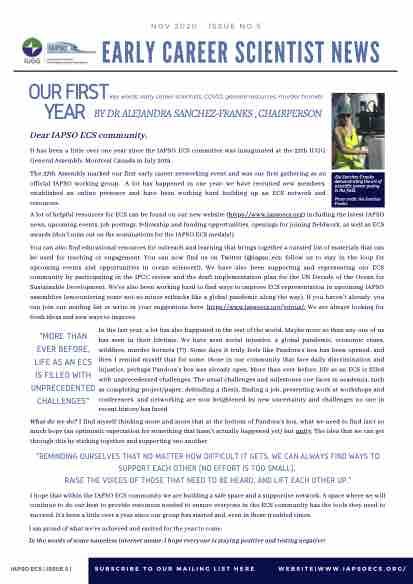 NOV 2020 ISSUE NO.5
IUGG
IAPSO
EARLY CAREER SCIENTIST NEWS
OUR FIRST
YEAR
Key words: early career scientists, COVID, general resources,
BY DR ALEJANDRA SANCHEZ-FRANKS, CHAIRPERSON
Dear IAPSO ECS community,
It has been a little over one year since the IAPSO ECS committee was inaugurated at the 27th IUGG
General Assembly, Montreal Canada in July 2019.
The 27th Assembly marked our first early career networking event and was our first gathering as an
official IAPSO working group. A lot has happened in one year: we have recruited new members,
established an online presence and have been working hard building up an ECS network and
resources.
A lot of helpful resources for ECS can be found on our new website (https://www.iapsoecs.org) including the latest IAPSO
news, upcoming events, job postings, fellowship and funding opportunities, openings for joining fieldwork, as well as ECS
awards (don't miss out on the nominations for the IAPSO ECS medals!)
You can also find educational resources for outreach and learning that brings together a curated list of materials that can
be used for teaching or engagement. You can now find us on Twitter (@iapso_ecs: follow us to stay in the loop for
upcoming events and opportunities in ocean sciences!). We have also been supporting and representing our ECS
community by participating in the IPCC review and the draft implementation plan for the UN Decade of the Ocean for
Sustainable Development. We've also been working hard to find ways to improve ECS representation in upcoming IAPSO
assemblies (encountering some not-so-minor setbacks like a global pandemic along the way). If you haven't already, you
can join our mailing list or write in your suggestions here: We are always looking for
fresh ideas and new ways to improve.
"MORE THAN
EVER BEFORE,
LIFE AS AN ECS
IS FILLED WITH
UNPRECEDENTED
CHALLENGES"
In the last year, a lot has also happened in the rest of the world. Maybe more so than any one of us
has seen in their lifetime. We have seen social injustice, a global pandemic, economic crises,
wildfires, murder hornets (??). Some days it truly feels like Pandora's box has been opened, and
then I remind myself that for some, those in our community that face daily discrimination and
injustice, perhaps Pandora's box was already open. More than ever before, life as an ECS is filled
with unprecedented challenges. The usual challenges and milestones one faces in academia, such
as completing project/paper, defending a thesis, finding a job, presenting work at workshops and
conferences, and networking are now heightened by new uncertainty and challenges no one in
recent history has faced.
What do we do? I find myself thinking more and more that at the bottom of Pandora's box, what we need to find isn't so
much hope (an optimistic expectation for something that hasn't actually happened yet) but unity. The idea that we can get
through this by sticking together and supporting one another.
"REMINDING OURSELVES THAT NO MATTER HOW DIFFICULT IT GETS, WE CAN ALWAYS FIND WAYS TO
SUPPORT EACH OTHER (NO EFFORT IS TOO SMALL),
RAISE THE VOICES OF THOSE THAT NEED TO BE HEARD, AND LIFT EACH OTHER UP."
I hope that within the IAPSO ECS community we are building a safe space and a supportive network. A space where we will
continue to do our best to provide resources needed to ensure everyone in the ECS community has the tools they need to
succeed. It's been a little over a year since our group has started and, even in these troubled times,
I am proud of what we've achieved and excited for the year to come.
In the words of some nameless internet meme: I hope everyone is staying positive and testing negative!
IAPSO ECS | ISSUE 5 |
SUBSCRIBE TO OUR MAILING LIST HERE
WEBSITE|WWW.IAPSOECS.ORG/